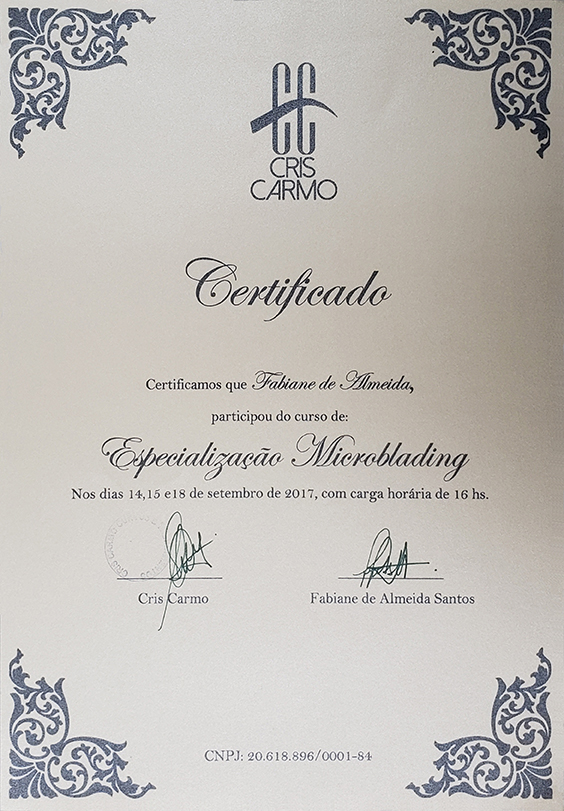 CC
CRIS
CARMO
Certificado
Certificamos que Fabiane de Almeida,
participou do curso de:
Especialização Microblading
Nos dias 14,15 e18 de setembro de 2017, com carga horária de 16 hs.
Cris Carmo
Fabiane de Almeida Santos
CNPJ: 20.618.896/0001-84